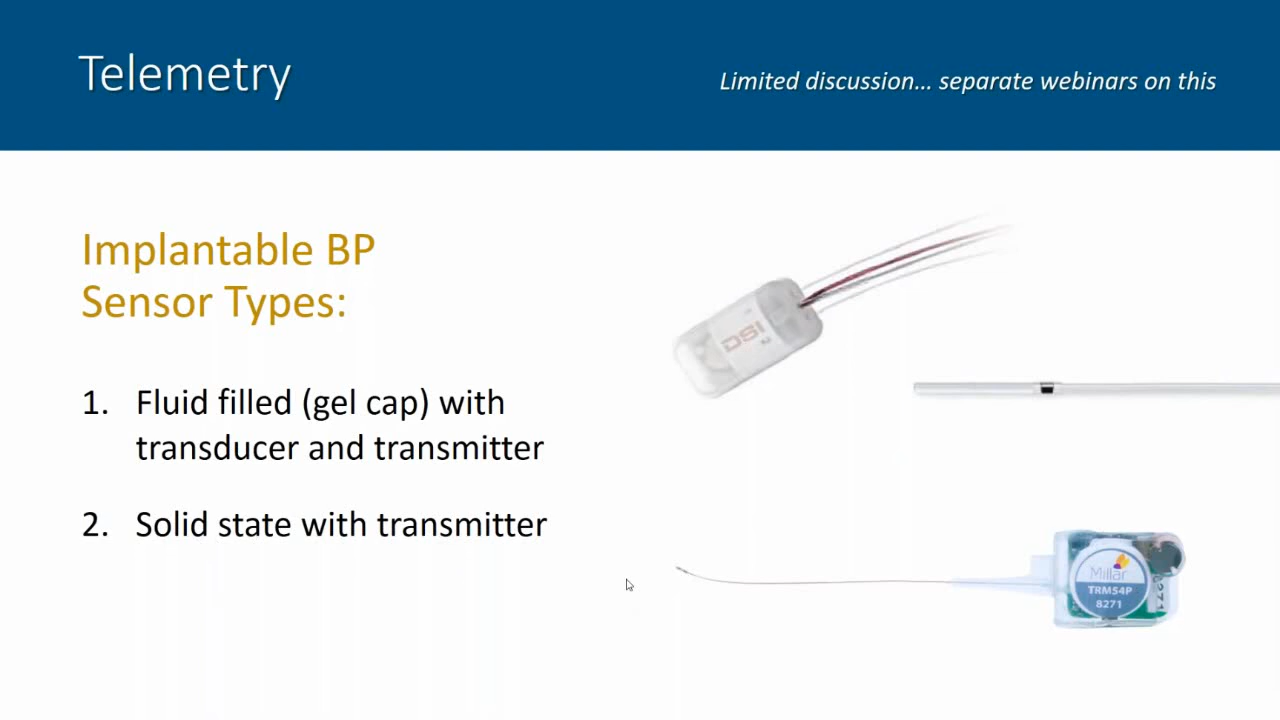 Telemetry
Limited discussion... separate webinars on this
Implantable BP
Sensor Types:
1. Fluid filled (gel cap) with
transducer and transmitter
2. Solid state with transmitter
DSI
Millar
TRM54P
8271
8271